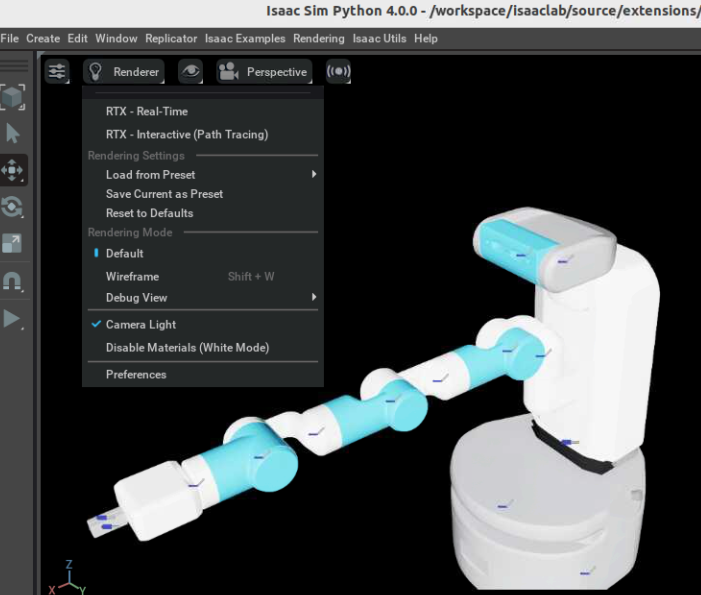 Isaac Sim Python 4.0.0 - /workspace/isaaclab/source/extensions/
File Create Edit Window Replicator Isaac Examples Rendering Isaac Utils Help
Renderer Perspective
RTX - Real-Time
RTX - Interactive (Path Tracing)
Rendering Settings
Load from Preset
Save Current as Preset
Reset to Defaults
Rendering Mode
Default
Wireframe Shift + W
Debug View
Camera Light
Disable Materials (White Mode)
Preferences
Z
X Y